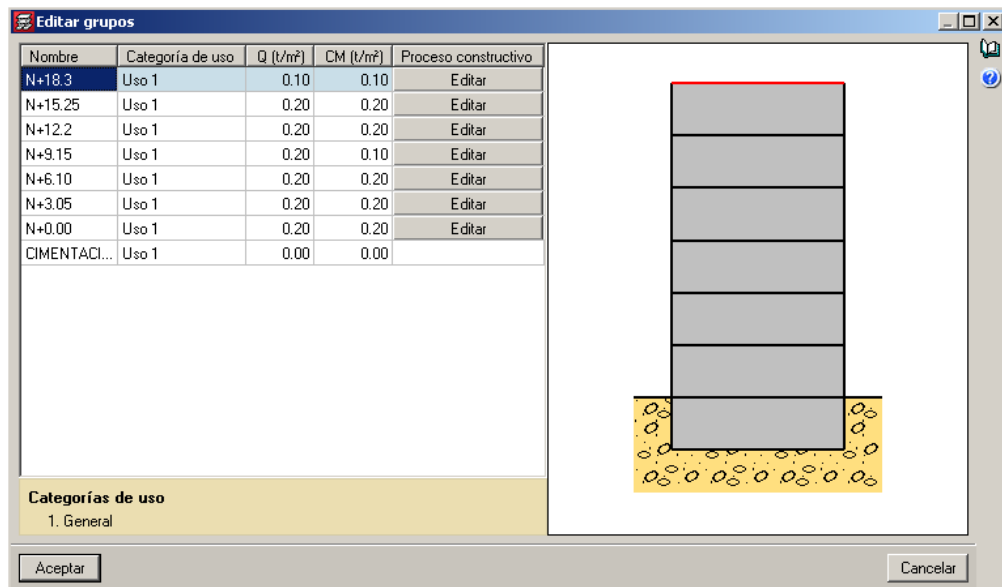 Editar grupos
Nombre Categoría de uso Q (t/m²) CM (t/m²) Proceso constructivo
N+18.3 Uso 1 0.10 0.10 Editar
N+15.25 Uso 1 0.20 0.20 Editar
N+12.2 Uso 1 0.20 0.20 Editar
N+9.15 Uso 1 0.20 0.10 Editar
N+6.10 Uso 1 0.20 0.20 Editar
N+3.05 Uso 1 0.20 0.20 Editar
N+0.00 Uso 1 0.20 0.20 Editar
CIMENTACI... Uso 1 0.00 0.00
Categorías de uso
1. General
Aceptar Cancelar